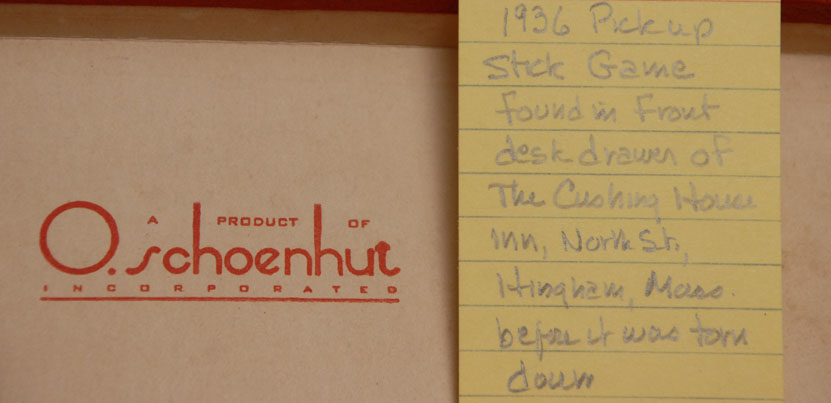 A PRODUCT OF
O. schoenhut
INCORPORATED
1936 Pick up
Stick Game
found in Front
desk drawer of
The Cushing House
Inn, North St.,
Hingham, Mass.
before it was torn
down